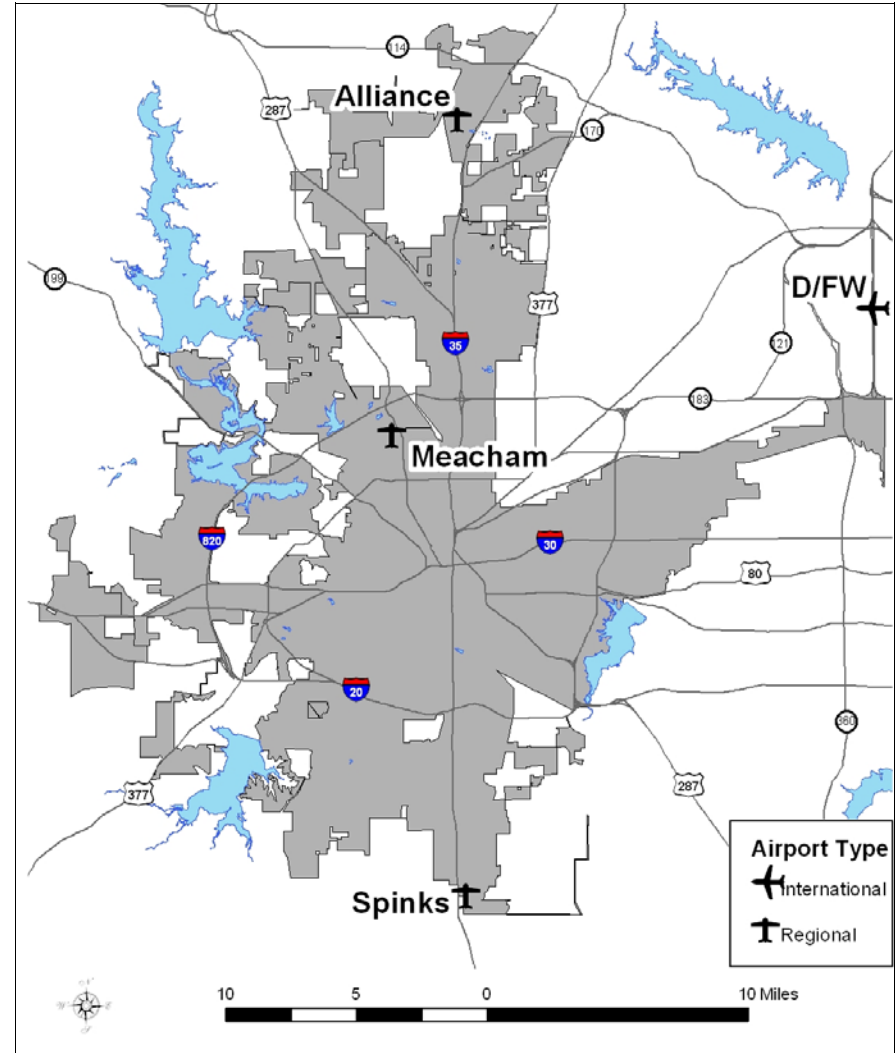 114
Alliance
287
170
199
D/FW
377
35
121
183
Meacham
820
30
80
20
360
377
287
Airport Type
International
Regional
Spinks
N
W
E
S
10
5
0
10 Miles